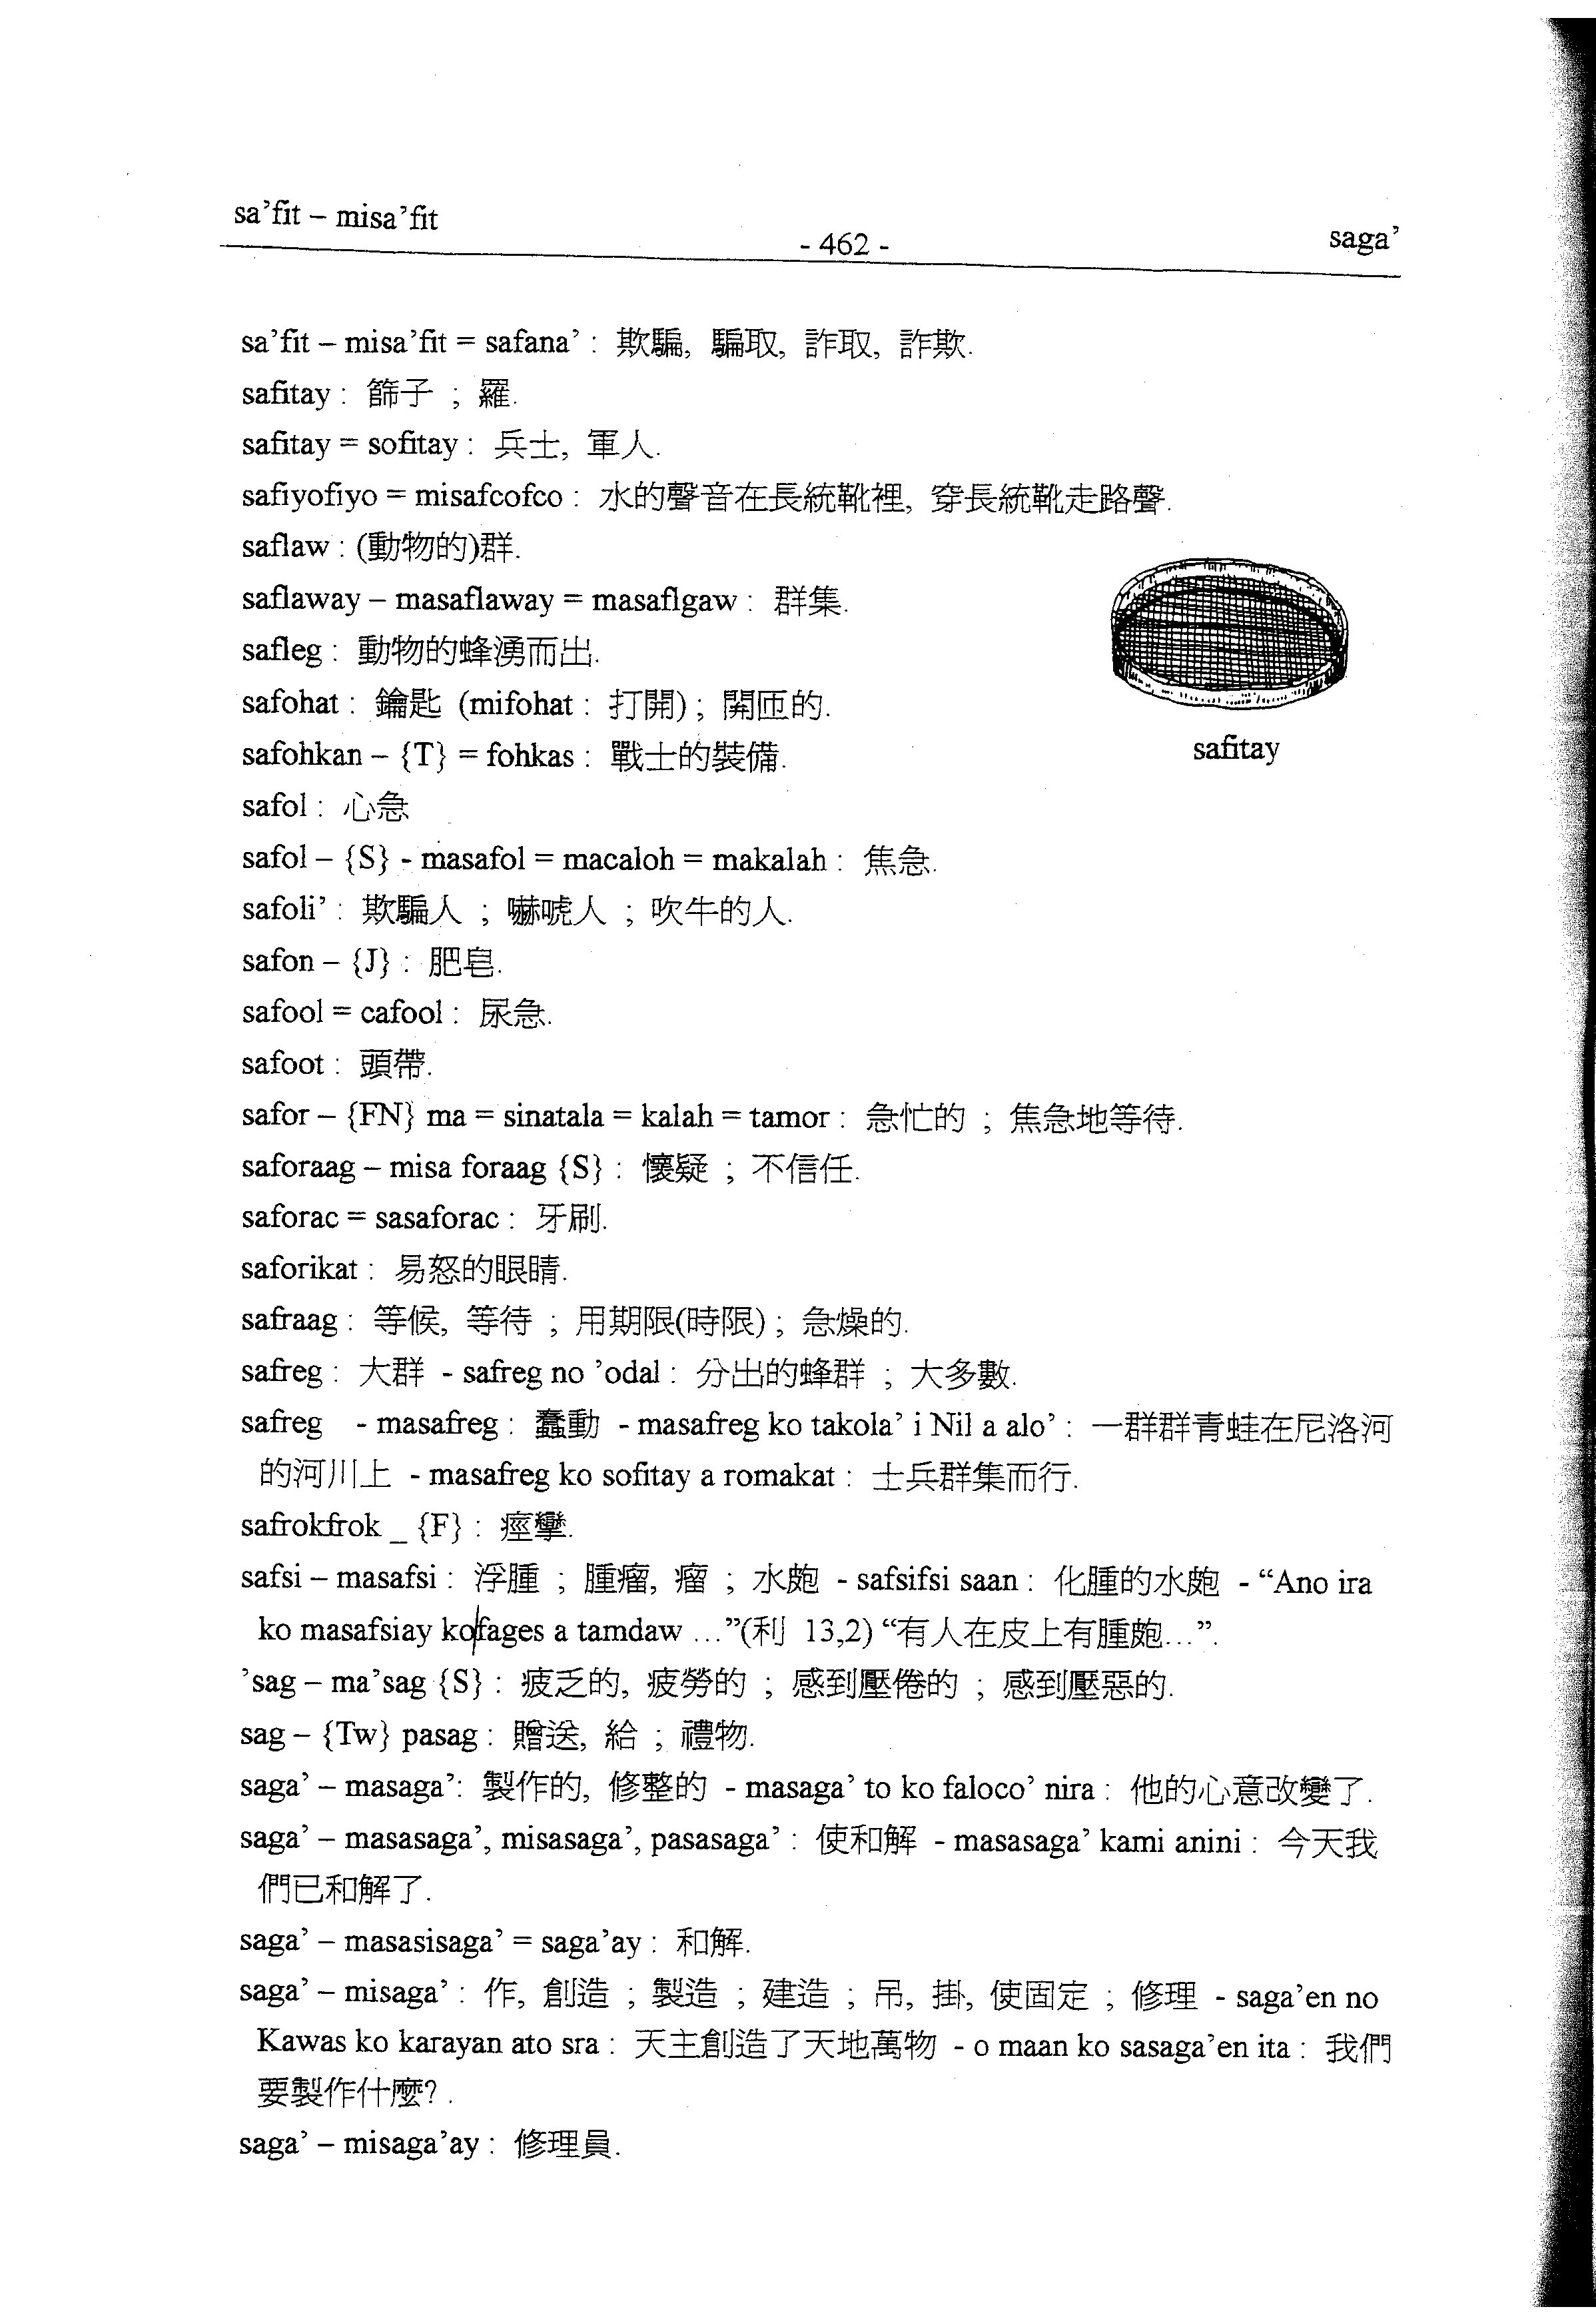 sa’fit – misa’fit
- 462 -
saga’
sa’fit – misa’fit = safana’ : 欺騙, 騙取, 詐取, 詐欺.
safitay : 篩子 ; 羅.
safitay = sofitay : 兵士, 軍人.
safiyofiyo = misafcofco : 水的聲音在長統靴裡, 穿長統靴走路聲.
saflaw : (動物的)群.
saflaway – masaflaway = masaflgaw : 群集.
safleg : 動物的蜂湧而出.
safohat : 鑰匙 (mifohat : 打開) ; 開匝的.
safohkan – {T} = fohkas : 戰士的裝備.
safitay
safol : 心急
safol – {S} - masafol = macaloh = makalah : 焦急.
safoli’ : 欺騙人 ; 嚇唬人 ; 吹牛的人.
safon – {J} : 肥皂.
safool = cafool : 尿急.
safoot : 頭帶.
safor – {FN} ma = sinatala = kalah = tamor : 急忙的 ; 焦急地等待.
saforaag – misa foraag {S} : 懷疑 ; 不信任.
saforac = sasaforac : 牙刷.
saforikat : 易怒的眼睛.
safraag : 等候, 等待 ; 用期限(時限) ; 急燥的.
safreg : 大群 - safreg no ’odal : 分出的蜂群 ; 大多數.
safreg - masafreg : 蠢動 - masafreg ko takola’ i Nil a alo’ : 一群群青蛙在尼洛河
的河川上 - masafreg ko sofitay a romakat : 士兵群集而行.
safrokfrok _ {F} : 痙攣.
safsi – masafsi : 浮腫 ; 腫瘤, 瘤 ; 水皰 - safsifsi saan : 化腫的水皰 - “Ano ira
ko masafsiay ko fages a tamdaw ...”(利 13,2) “有人在皮上有腫皰...”.
’sag – ma’sag {S} : 疲乏的, 疲勞的 ; 感到壓倦的 ; 感到壓惡的.
sag – {Tw} pasag : 贈送, 給 ; 禮物.
saga’ – masaga’: 製作的, 修整的 - masaga’ to ko faloco’ nira : 他的心意改變了.
saga’ – masasaga’, misasaga’, pasasaga’ : 使和解 - masasaga’ kami anini : 今天我
們已和解了.
saga’ – masasisaga’ = saga’ay : 和解.
saga’ – misaga’ : 作, 創造 ; 製造 ; 建造 ; 吊, 掛, 使固定 ; 修理 - saga’en no
Kawas ko karayan ato sra : 天主創造了天地萬物 - o maan ko sasaga’en ita : 我們
要製作什麼? .
saga’ – misaga’ay : 修理員.